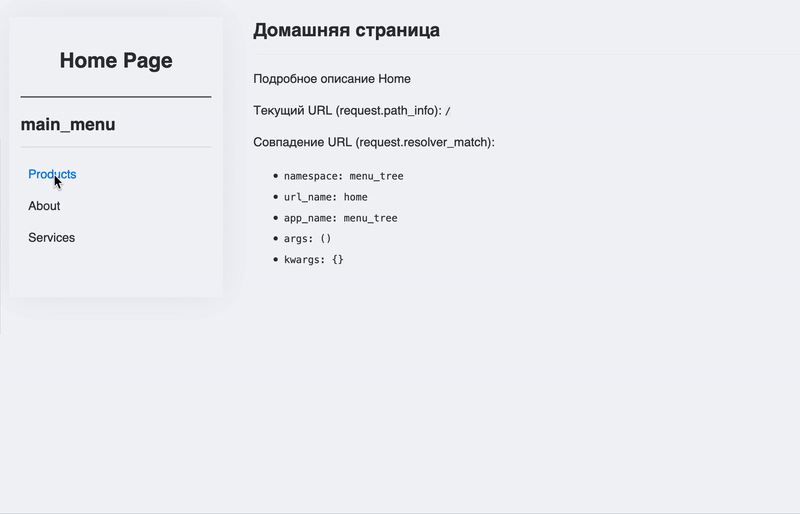 Home Page
main_menu
Products
About
Services
Домашняя страница
Подробное описание Home
Текущий URL (request.path_info): /
Совпадение URL (request.resolver_match):
namespace: menu_tree
url_name: home
app_name: menu_tree
args: ()
kwargs: {}